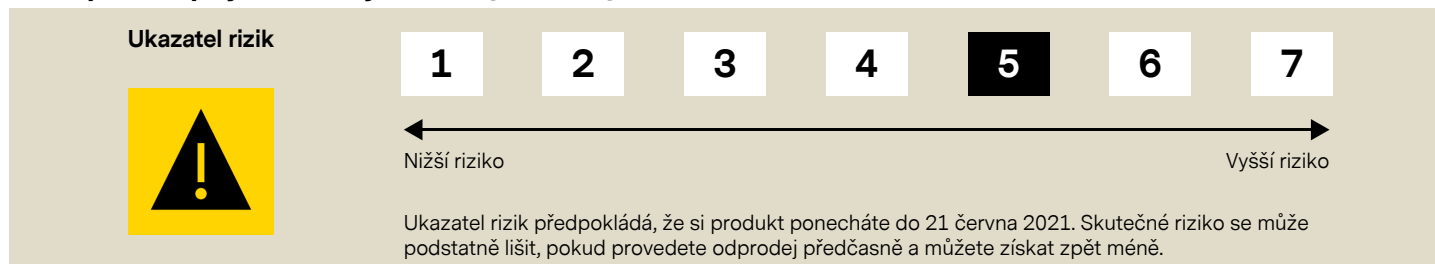 Ukazatel rizik
1 2 3 4 5 6 7
Nižší riziko Vyšší riziko
Ukazatel rizik předpokládá, že si produkt ponecháte do 21 června 2021. Skutečné riziko se může
podstatně lišit, pokud provedete odprodej předčasně a můžete získat zpět méně.